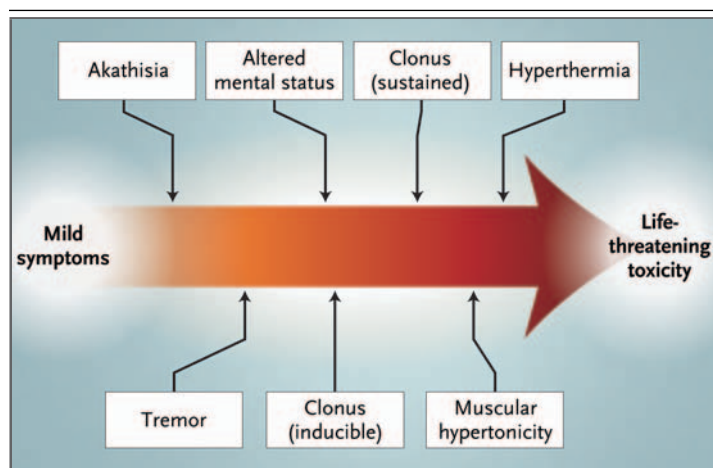 Akathisia
Altered
mental status
Clonus
(sustained)
Hyperthermia
Mild
symptoms
Life-
threatening
toxicity
Tremor
Clonus
(inducible)
Muscular
hypertonicity